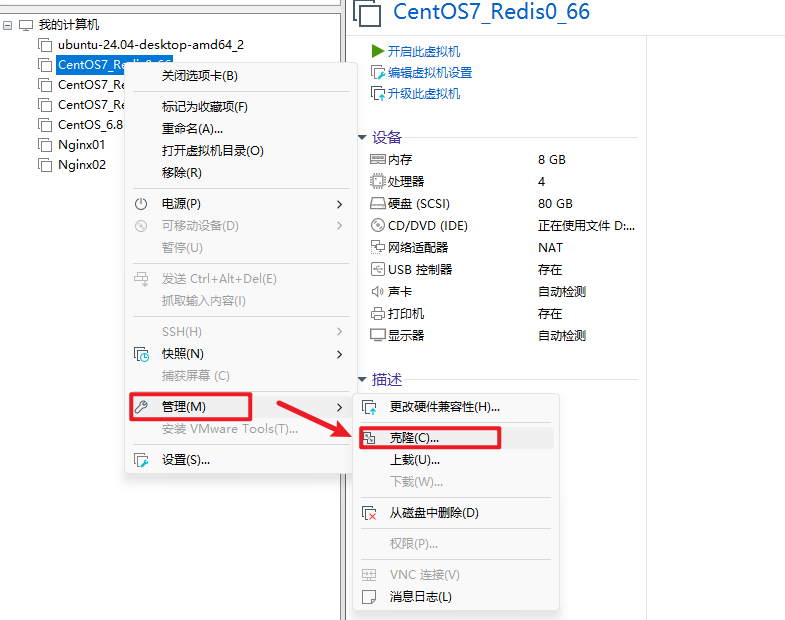 我的计算机
ubuntu-24.04-desktop-amd64_2
CentOS7_Redis0_66
CentOS7_Re
CentOS7_Re
CentOS_6.8
Nginx01
Nginx02
关闭选项卡(B)
标记为收藏项(F)
重命名(A)...
打开虚拟机目录(O)
移除(R)
电源(P)
可移动设备(D)
暂停(U)
发送 Ctrl+Alt+Del(E)
抓取输入内容(I)
SSH(H)
快照(N)
捕获屏幕 (C)
管理(M)
安装 VMware Tools(T)...
设置(S)...
CentOS7_Redis0_66
开启此虚拟机
编辑虚拟机设置
升级此虚拟机
设备
内存 8 GB
处理器 4
硬盘 (SCSI) 80 GB
CD/DVD (IDE) 正在使用文件 D:...
网络适配器 NAT
USB 控制器 存在
声卡 自动检测
打印机 存在
显示器 自动检测
描述
更改硬件兼容性(H)...
克隆(C)...
上载(U)...
下载(W)...
从磁盘中删除(D)
权限(P)...
VNC 连接(V)
消息日志(L)